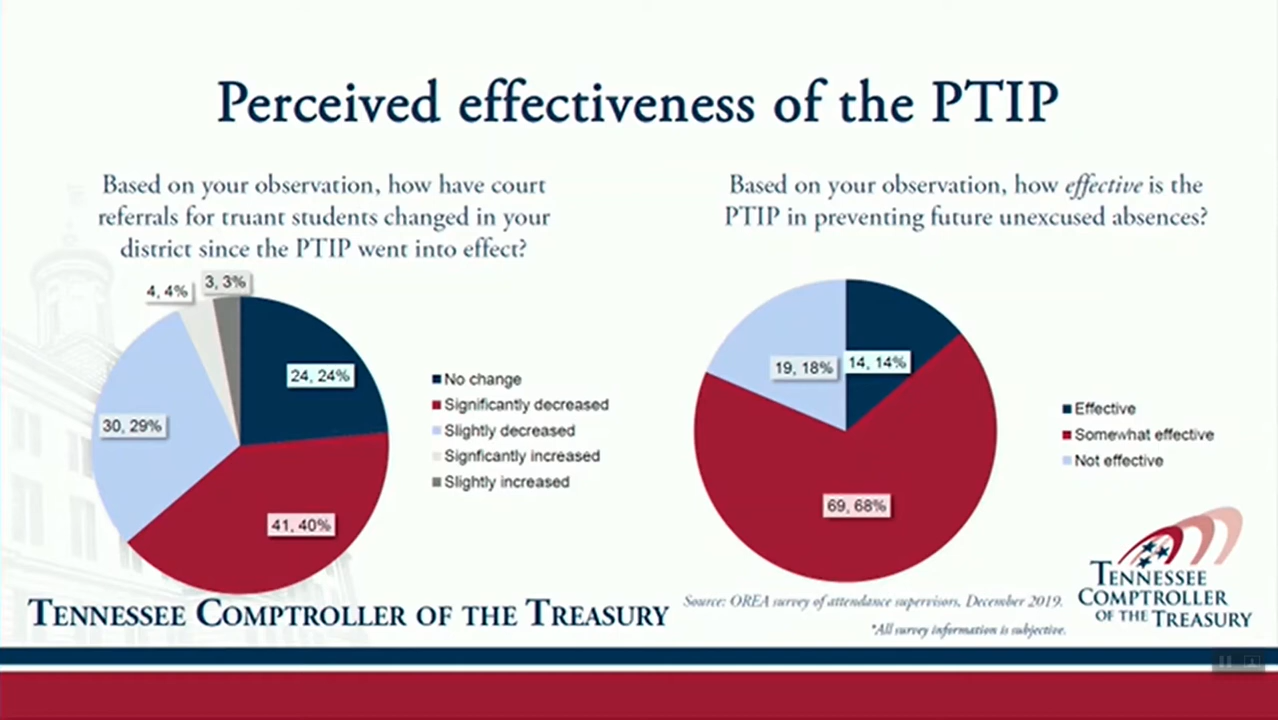 Perceived effectiveness of the PTIP
Based on your observation, how have court
referrals for truant students changed in your
district since the PTIP went into effect?
4, 4%
3, 3%
24, 24%
30, 29%
41, 40%
No change
Significantly decreased
Slightly decreased
Signficantly increased
Slightly increased
Based on your observation, how effective is the
PTIP in preventing future unexcused absences?
19, 18%
14, 14%
69, 68%
Effective
Somewhat effective
Not effective
TENNESSEE COMPTROLLER OF THE TREASURY
Source: OREA survey of attendance supervisors, December 2019.
*All survey information is subjective.
TENNESSEE
COMPTROLLER
OF THE TREASURY